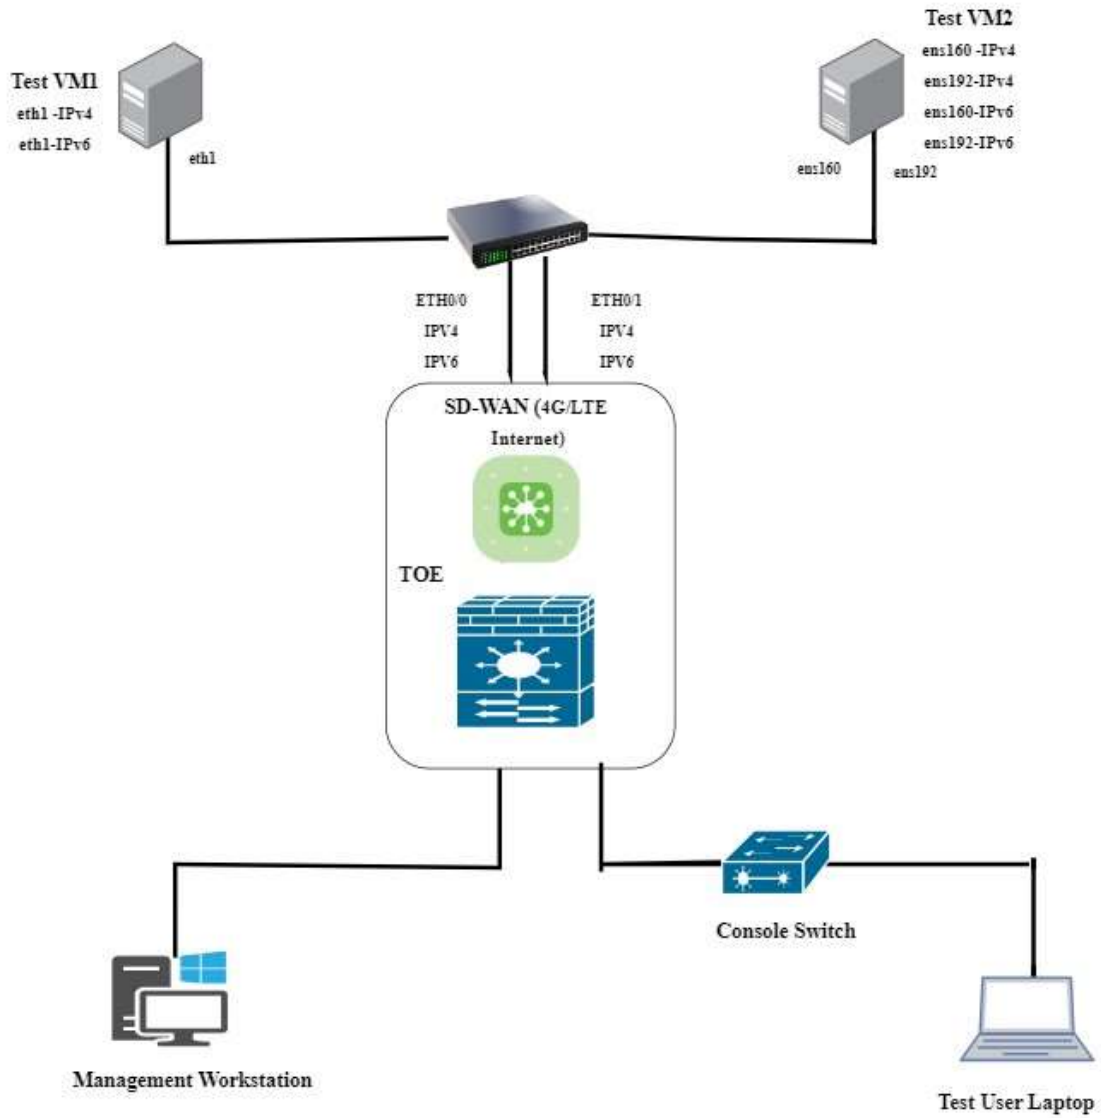 Test VM1
eth1 -IPv4
eth1-IPv6
eth1
Test VM2
ens160 -IPv4
ens192-IPv4
ens160-IPv6
ens192-IPv6
ens160
ens192
ETH0/0
IPV4
IPV6
ETH0/1
IPV4
IPV6
SD-WAN (4G/LTE
Internet)
TOE
Console Switch
Management Workstation
Test User Laptop